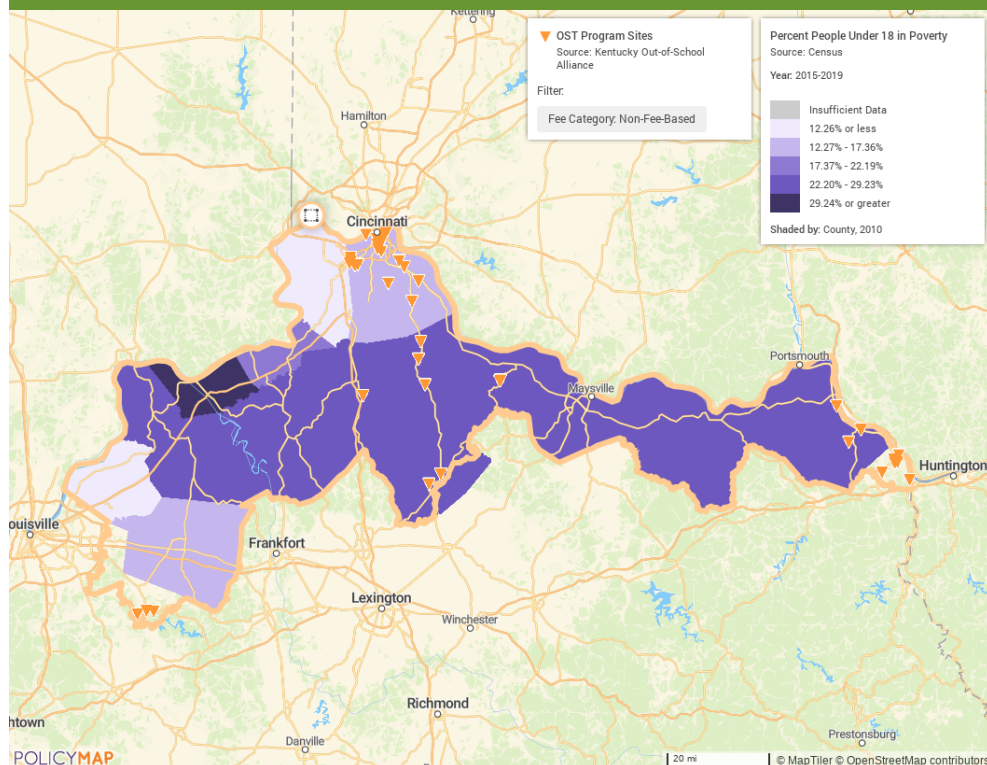 Kettering
OST Program Sites
Source: Kentucky Out-of-School
Alliance
Filter:
Fee Category: Non-Fee-Based
Percent People Under 18 in Poverty
Source: Census
Year: 2015-2019
Insufficient Data
12.26% or less
12.27% - 17.36%
17.37% - 22.19%
22.20% - 29.23%
29.24% or greater
Shaded by: County, 2010
Hamilton
Cincinnati
Portsmouth
Maysville
Huntington
ouisville
Frankfort
Lexington
Winchester
Richmond
htown
Danville
Prestonsburg
POLICYMAP
20 mi
© MapTiler © OpenStreetMap contributors